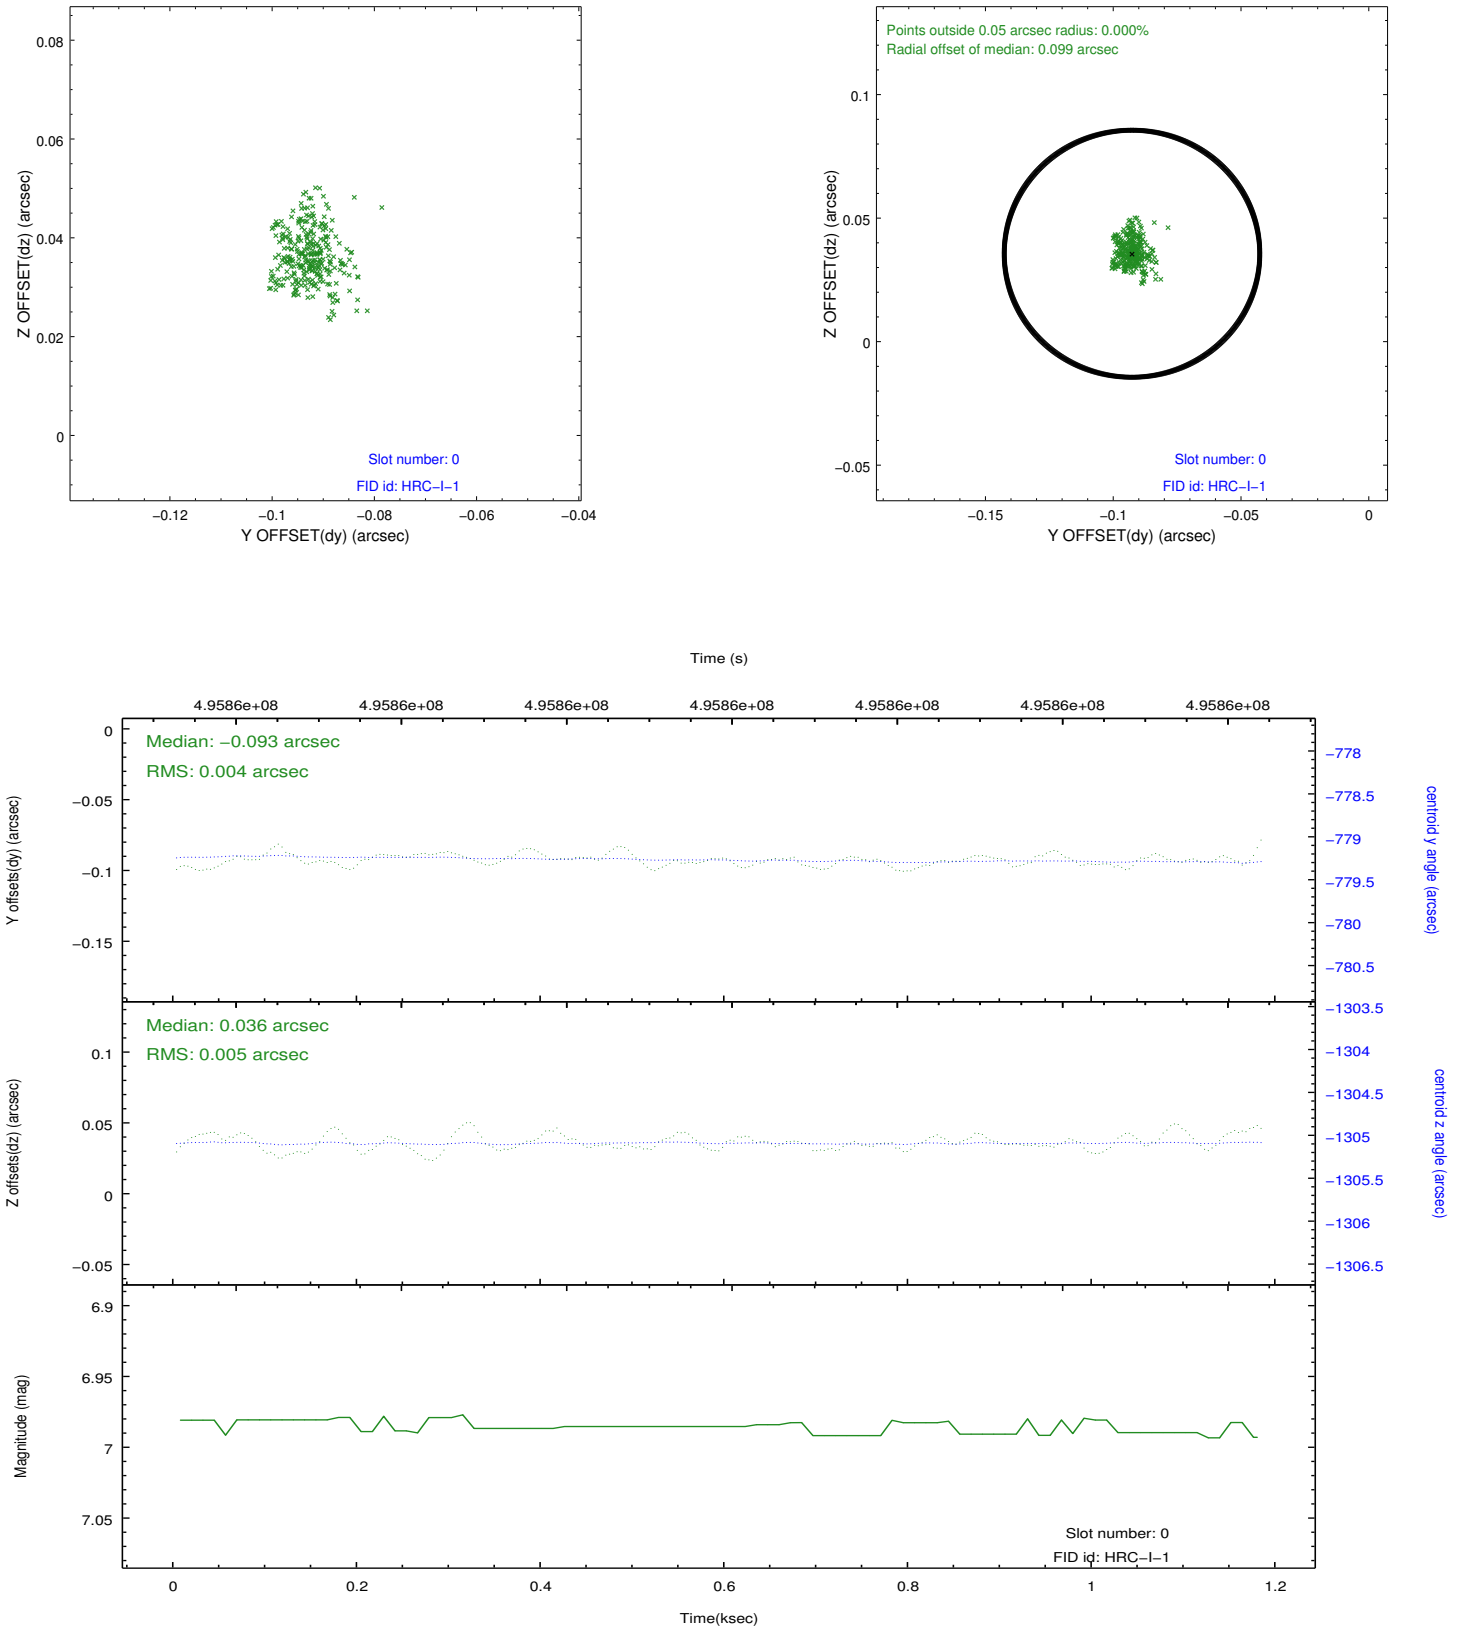 0.08
0.06
0.04
0.02
0
Z OFFSET(dz) (arcsec)
Slot number: 0
FID id: HRC−I−1
−0.12
−0.1
−0.08
−0.06
−0.04
Y OFFSET(dy) (arcsec)
Points outside 0.05 arcsec radius: 0.000%
Radial offset of median: 0.099 arcsec
0.1
0.05
0
−0.05
Z OFFSET(dz) (arcsec)
Slot number: 0
FID id: HRC−I−1
−0.15
−0.1
−0.05
0
Y OFFSET(dy) (arcsec)
Time (s)
4.9586e+08
4.9586e+08
4.9586e+08
4.9586e+08
4.9586e+08
4.9586e+08
4.9586e+08
Median: −0.093 arcsec
RMS: 0.004 arcsec
0
−0.05
−0.1
−0.15
Y offsets(dy) (arcsec)
−778
−778.5
−779
−779.5
−780
−780.5
centroid y angle (arcsec)
Median: 0.036 arcsec
RMS: 0.005 arcsec
0.1
0.05
0
−0.05
Z offsets(dz) (arcsec)
−1303.5
−1304
−1304.5
−1305
−1305.5
−1306
−1306.5
centroid z angle (arcsec)
6.9
6.95
7
7.05
Magnitude (mag)
Slot number: 0
FID id: HRC−I−1
0
0.2
0.4
0.6
0.8
1
1.2
Time(ksec)